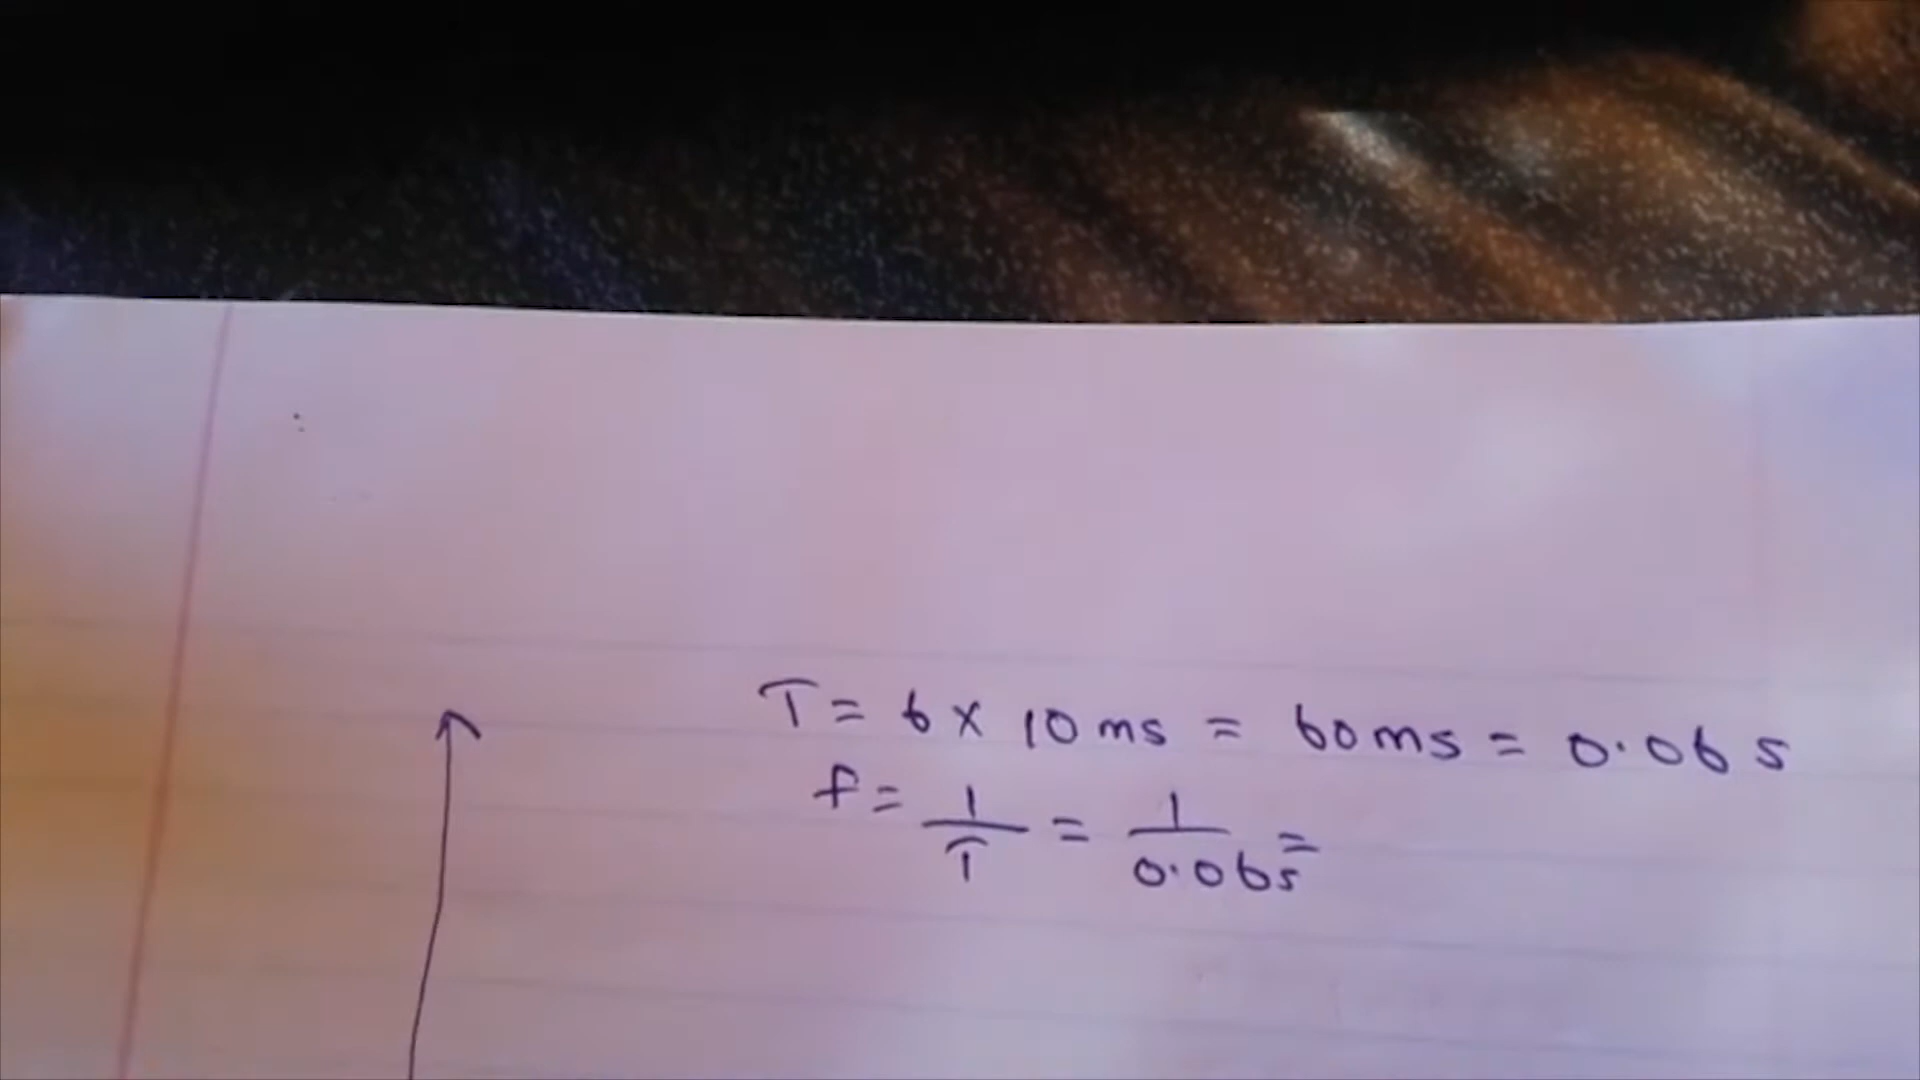 T = 6 × 10 ms = 60 ms = 0.06 s
f = 1/T = 1/0.06s =